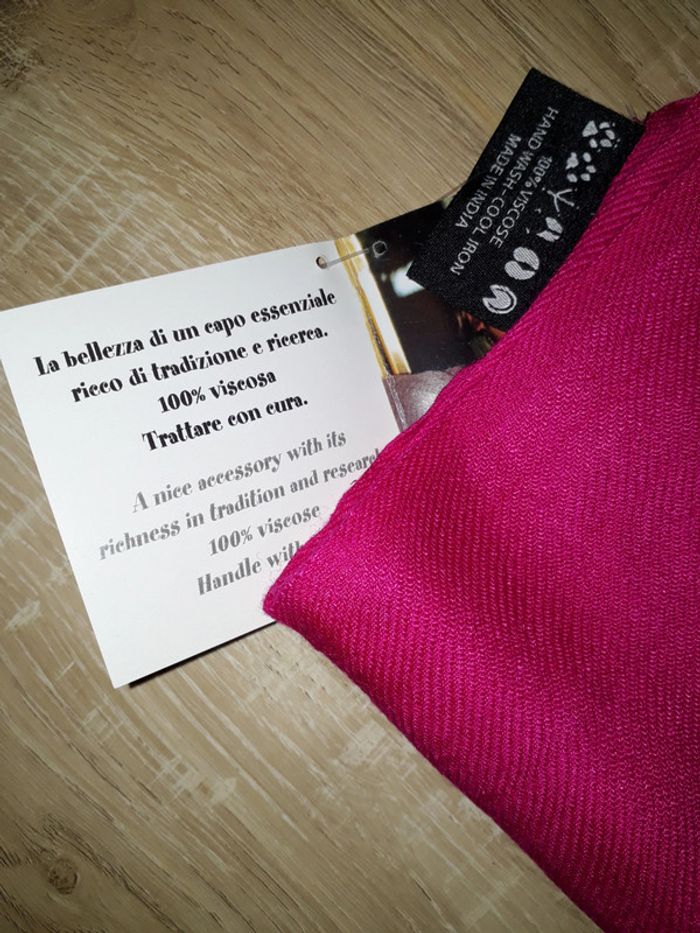 La bellezza di un capo essenziale
ricco di tradizione e ricerca.
100% viscosa
Trattare con cura.
A nice accessory with its
richness in tradition and research
100% viscose
Handle with
100% VISCOSE
HAND WASH - COOL IRON
MADE IN INDIA